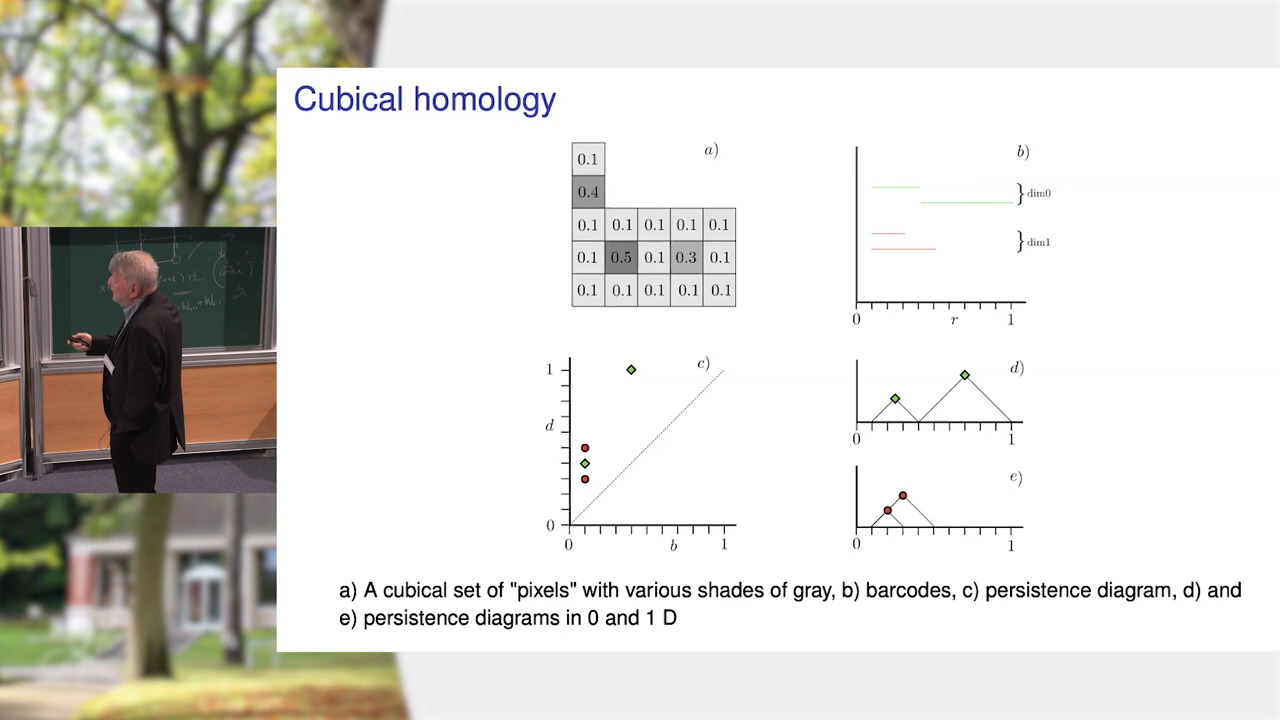 Cubical homology
a)
0.1
0.4
0.1 0.1 0.1 0.1 0.1
0.1 0.5 0.1 0.3 0.1
0.1 0.1 0.1 0.1 0.1
b)
} dim0
} dim1
0 r 1
c)
1
d
0
0 b 1
d)
0 1
e)
0 1
a) A cubical set of "pixels" with various shades of gray, b) barcodes, c) persistence diagram, d) and
e) persistence diagrams in 0 and 1 D